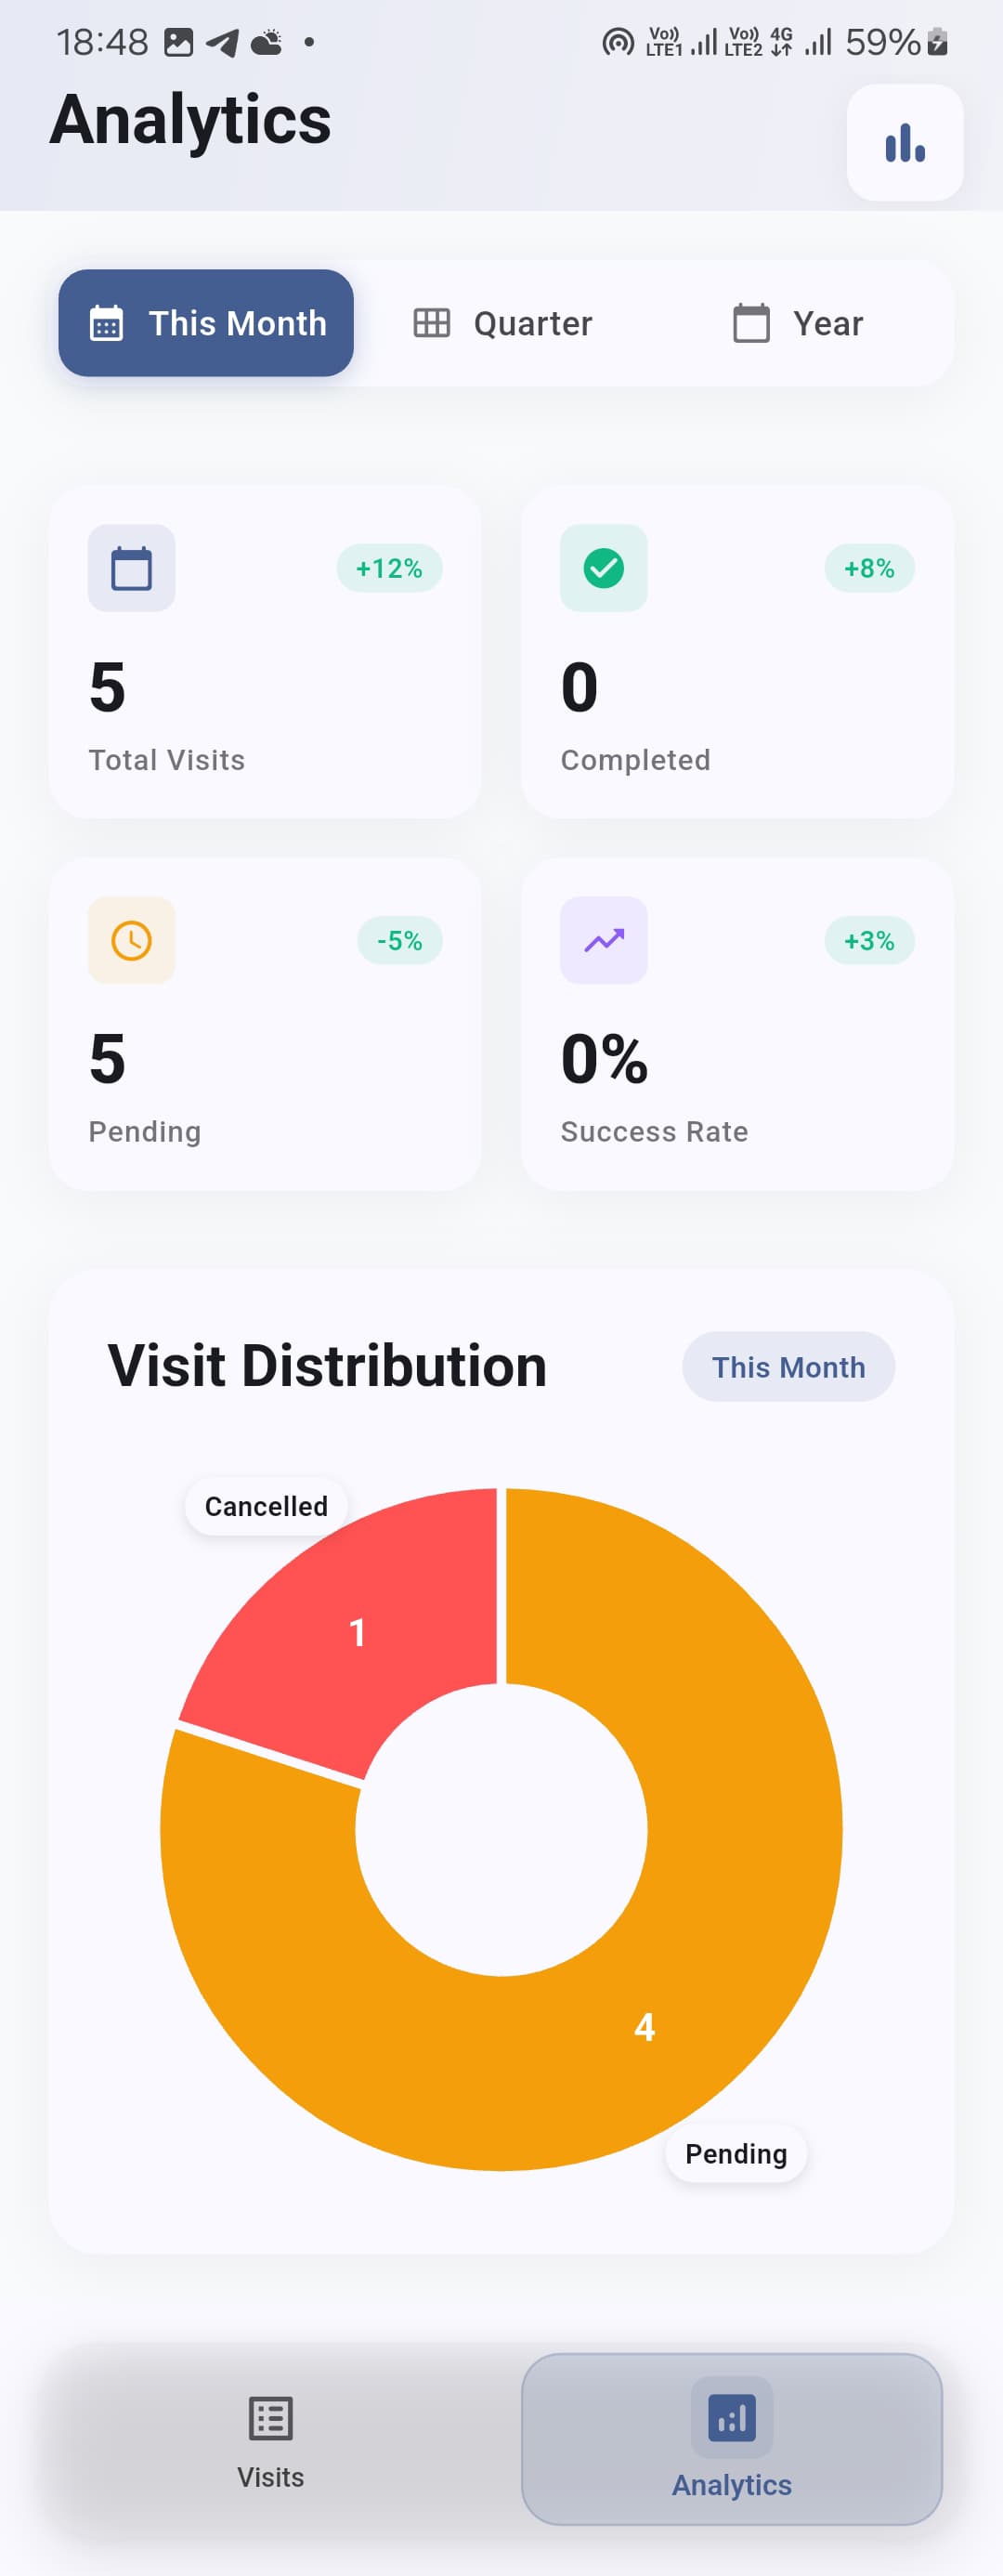 18:48 Vo)) LTE1 Vo)) LTE2 4G 59%
Analytics
This Month Quarter Year
+12% +8%
5 0
Total Visits Completed
-5% +3%
5 0%
Pending Success Rate
Visit Distribution This Month
Cancelled
1
4
Pending
Visits Analytics